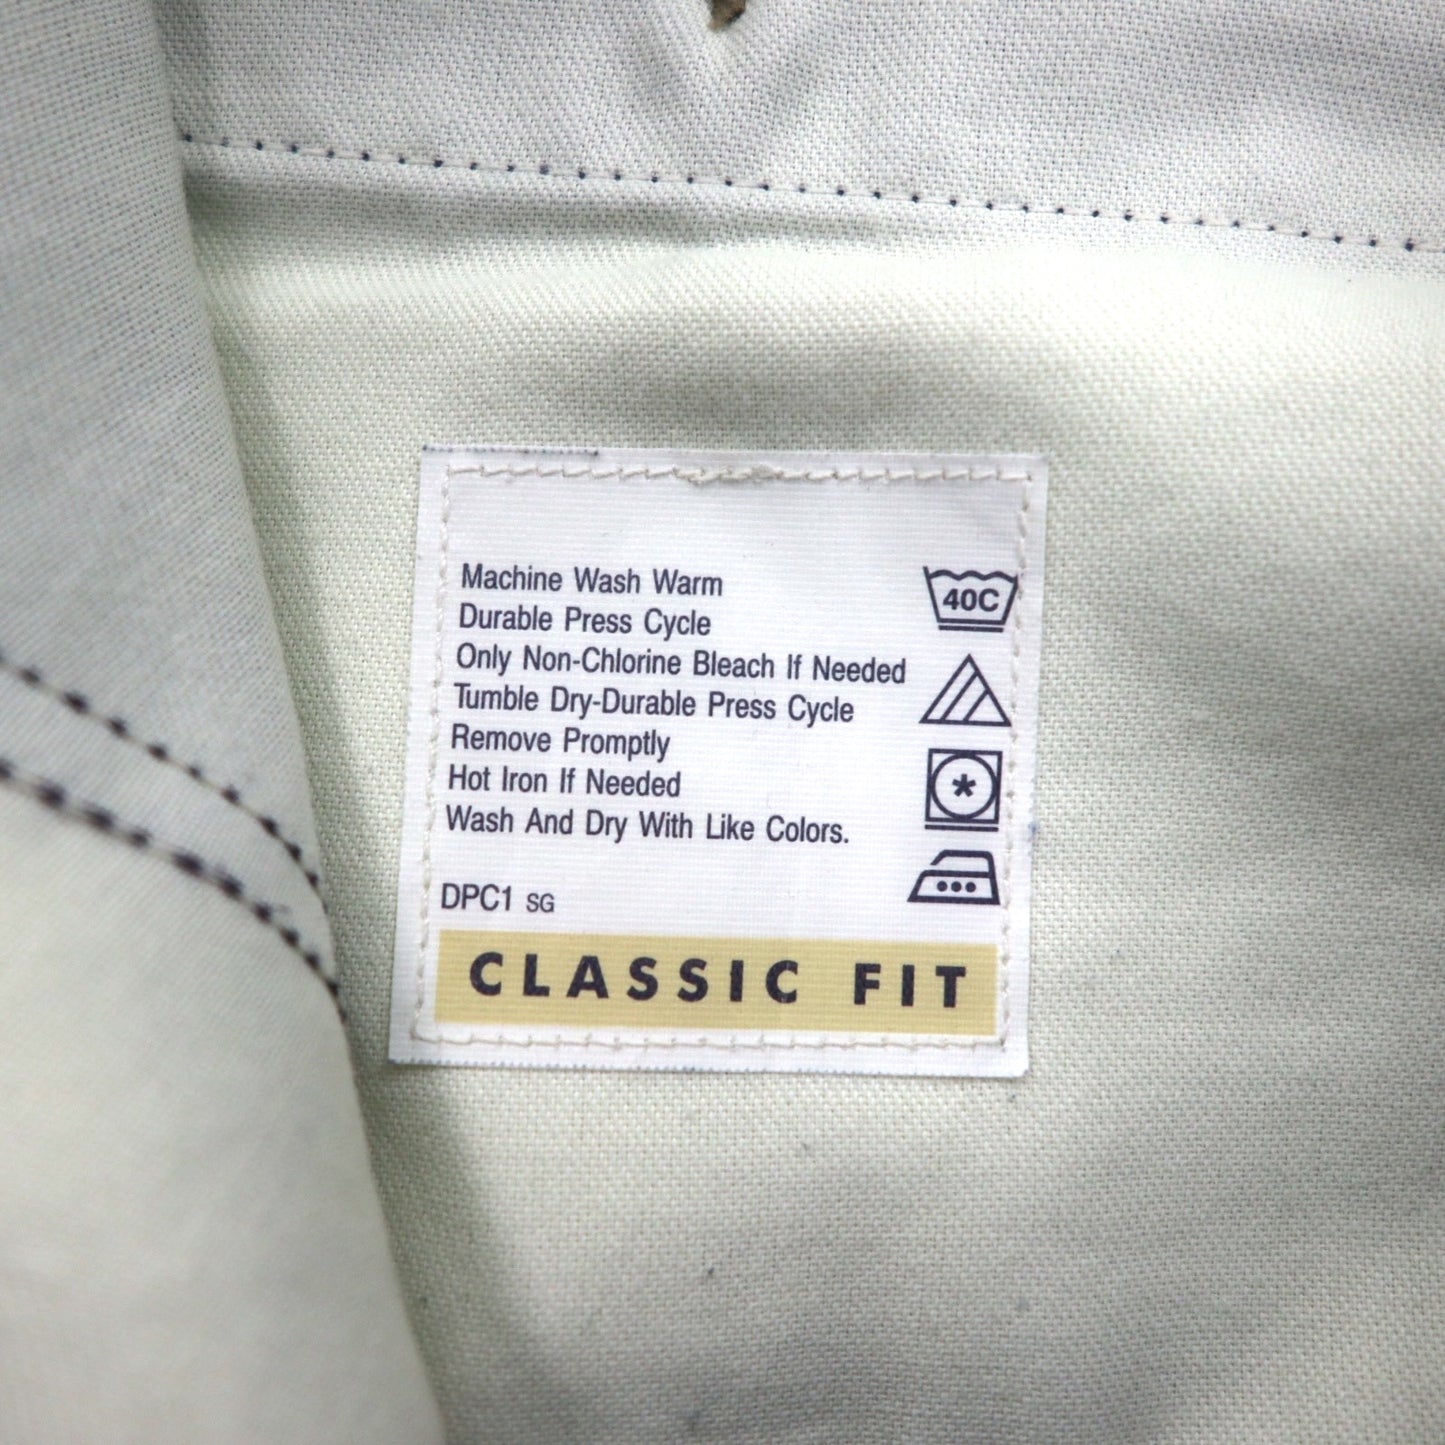 Machine Wash Warm
Durable Press Cycle
Only Non-Chlorine Bleach If Needed
Tumble Dry-Durable Press Cycle
Remove Promptly
Hot Iron If Needed
Wash And Dry With Like Colors.
40C
DPC1 SG
CLASSIC FIT